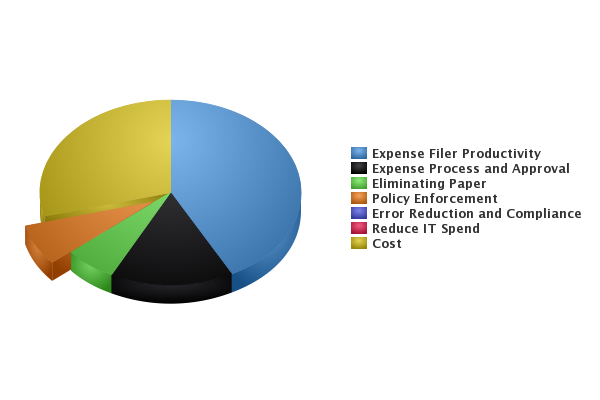 Expense Filer Productivity
Expense Process and Approval
Eliminating Paper
Policy Enforcement
Error Reduction and Compliance
Reduce IT Spend
Cost